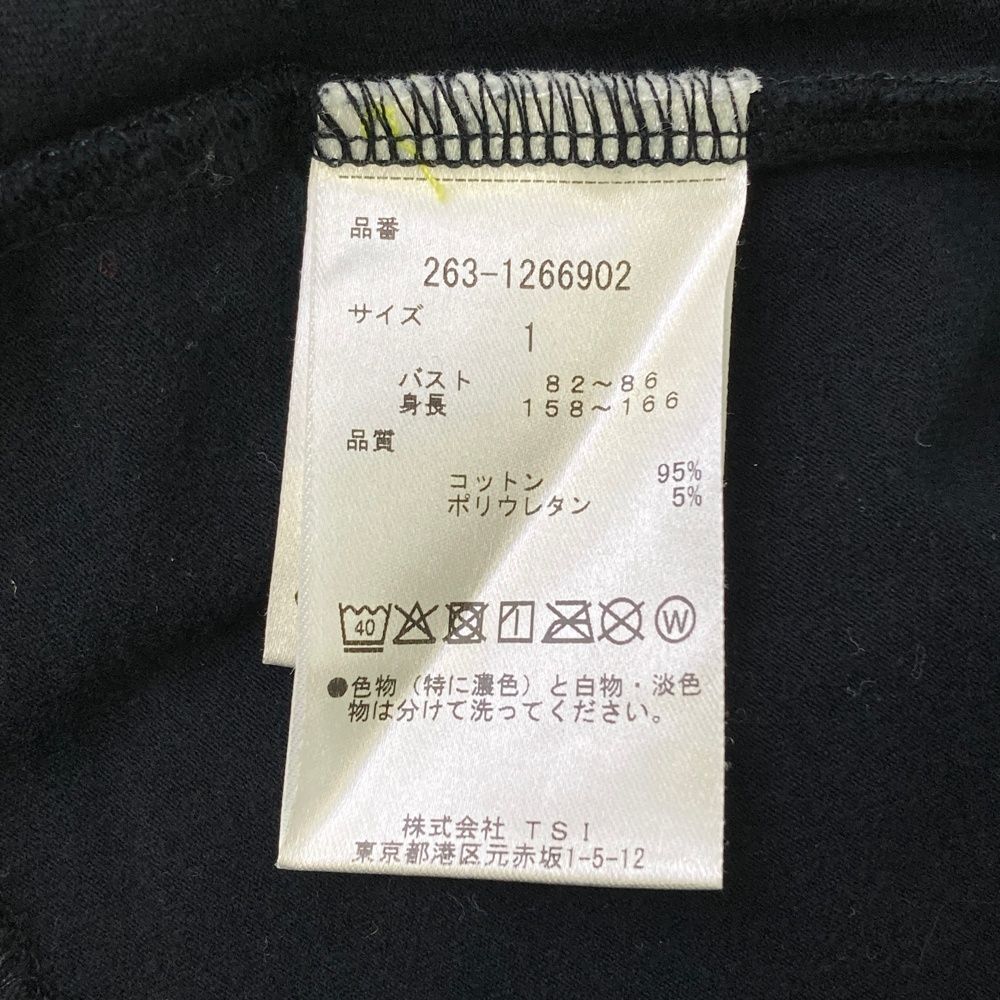 品番
263-1266902
サイズ
1
バスト 82~86
身長 158~166
品質
コットン 95%
ポリウレタン 5%
40 W
●色物(特に濃色)と白物・淡色
物は分けて洗ってください。
株式会社 TSI
東京都港区元赤坂1-5-12